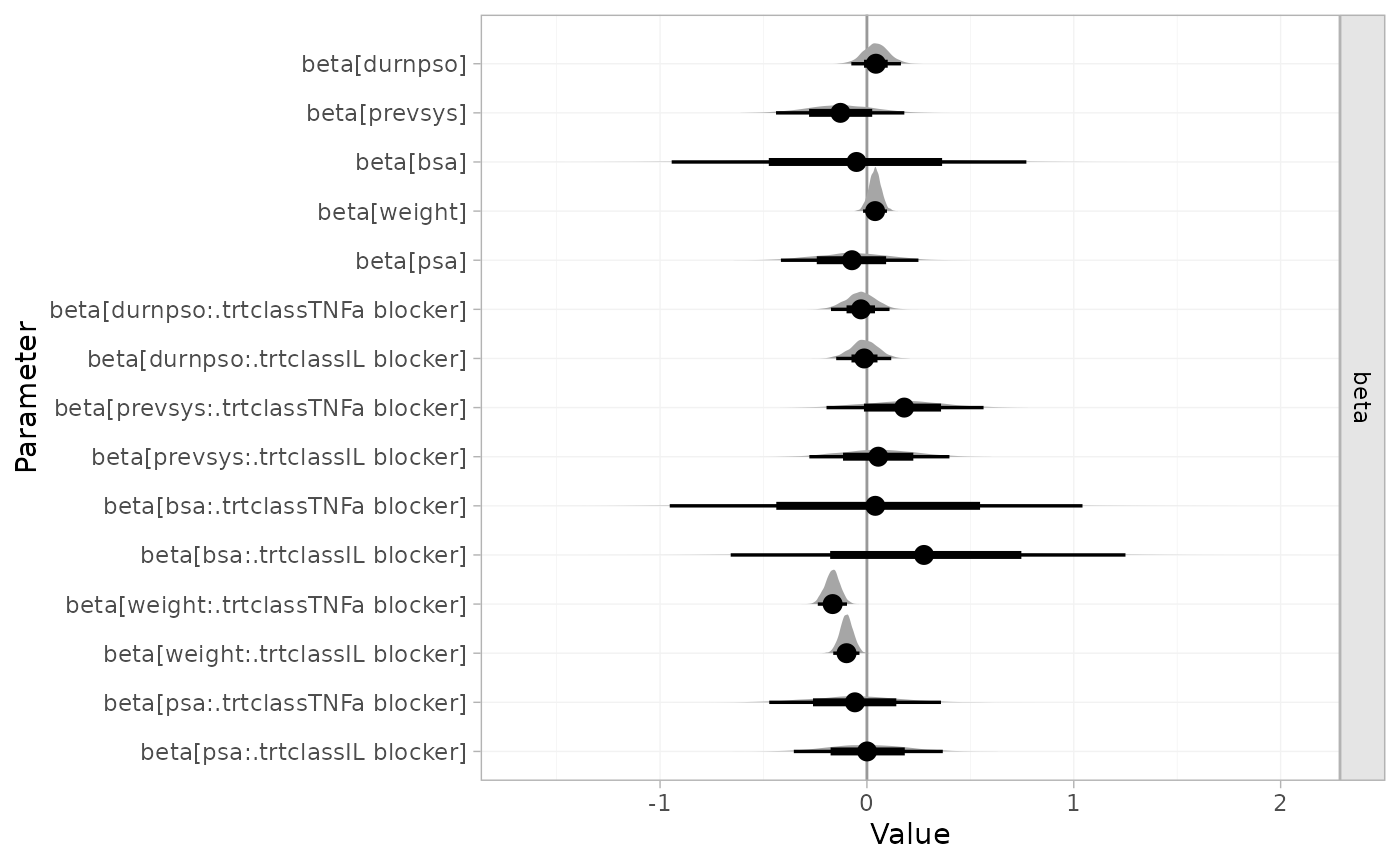 beta[durnpso]
beta[prevsys]
beta[bsa]
beta[weight]
beta[psa]
beta[durnpso:.trtclassTNFa blocker]
beta[durnpso:.trtclassIL blocker]
beta[prevsys:.trtclassTNFa blocker]
beta[prevsys:.trtclassIL blocker]
beta[bsa:.trtclassTNFa blocker]
beta[bsa:.trtclassIL blocker]
beta[weight:.trtclassTNFa blocker]
beta[weight:.trtclassIL blocker]
beta[psa:.trtclassTNFa blocker]
beta[psa:.trtclassIL blocker]
Parameter
beta
-1 0 1 2
Value